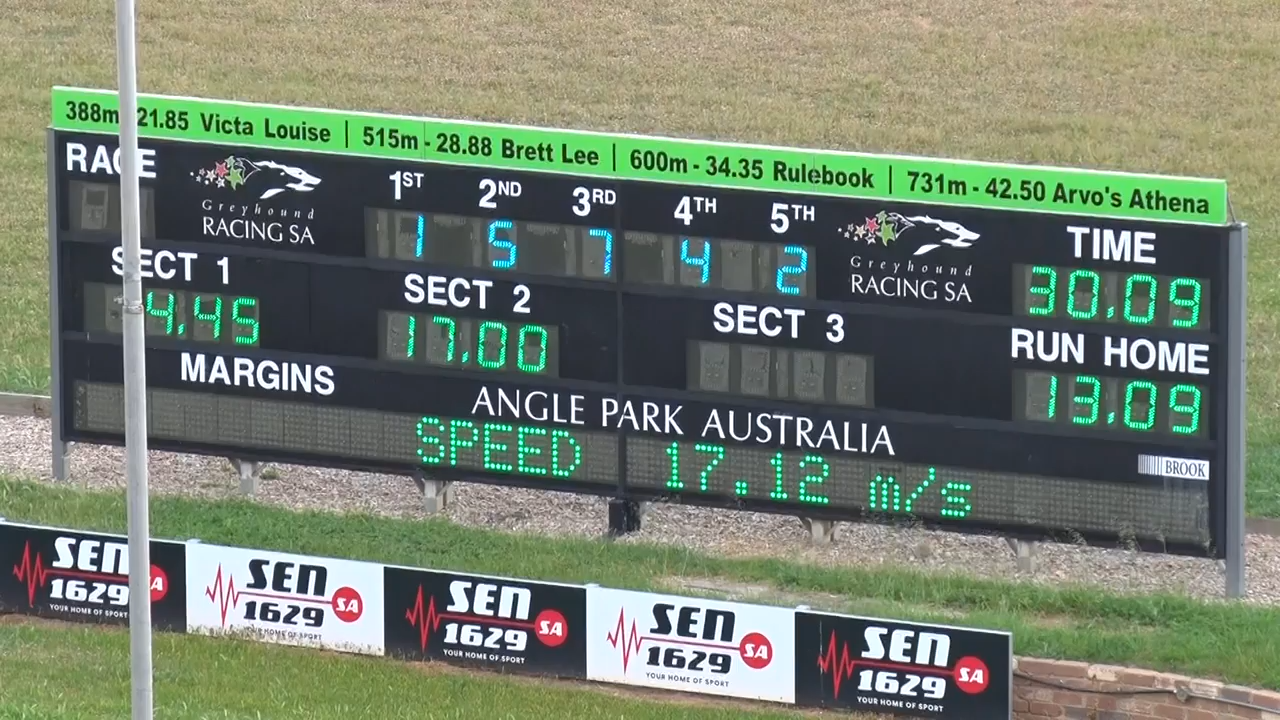 388m 21.85 Victa Louise | 515m - 28.88 Brett Lee | 600m - 34.35 Rulebook | 731m - 42.50 Arvo's Athena
RACE
Greyhound
RACING SA
1ST 2ND 3RD 4TH 5TH
1 5 7 4 2
Greyhound
RACING SA
TIME
30.09
SECT 1
4.45
SECT 2
17.00
SECT 3
RUN HOME
13.09
MARGINS
ANGLE PARK AUSTRALIA
SPEED 17.12 m/s
BROOK
SEN
1629 SA
YOUR HOME OF SPORT
SEN
1629 SA
YOUR HOME OF SPORT
SEN
1629 SA
YOUR HOME OF SPORT
SEN
1629 SA
YOUR HOME OF SPORT
SEN
1629 SA
YOUR HOME OF SPORT